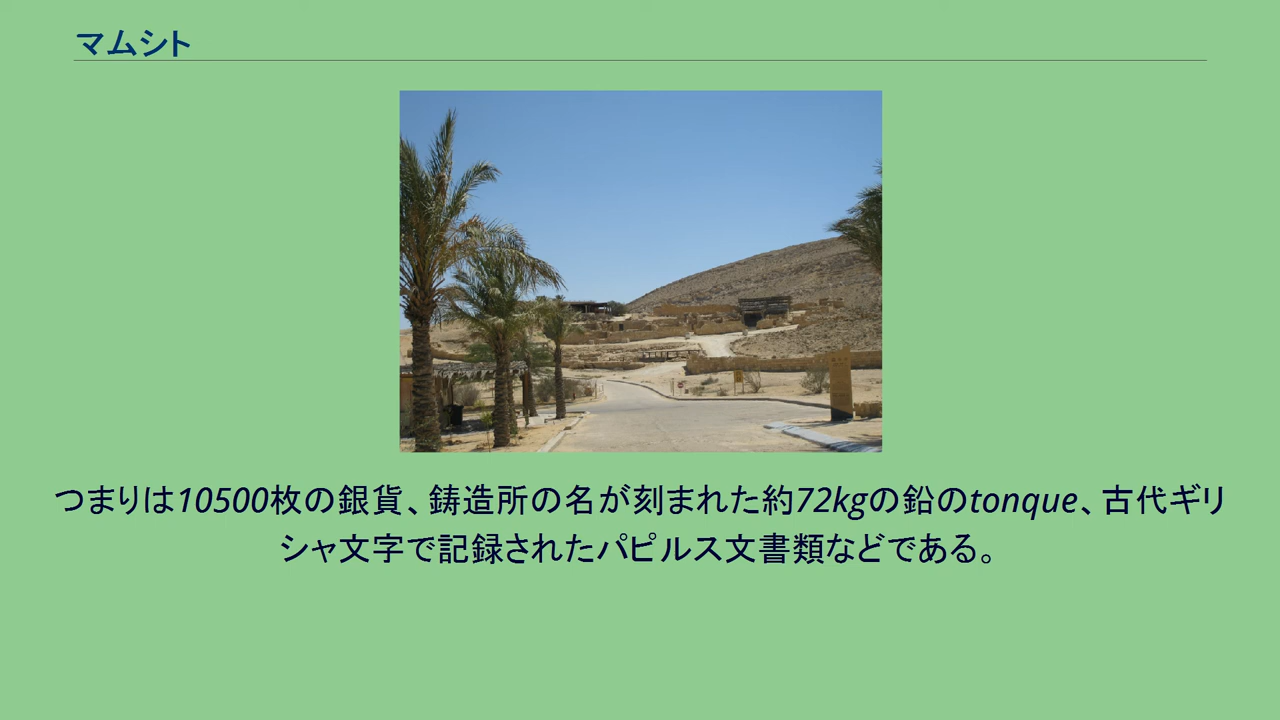 マムシト
つまりは10500枚の銀貨、鋳造所の名が刻まれた約72kgの鉛のtonque、古代ギリ
シャ文字で記録されたパピルス文書類などである。